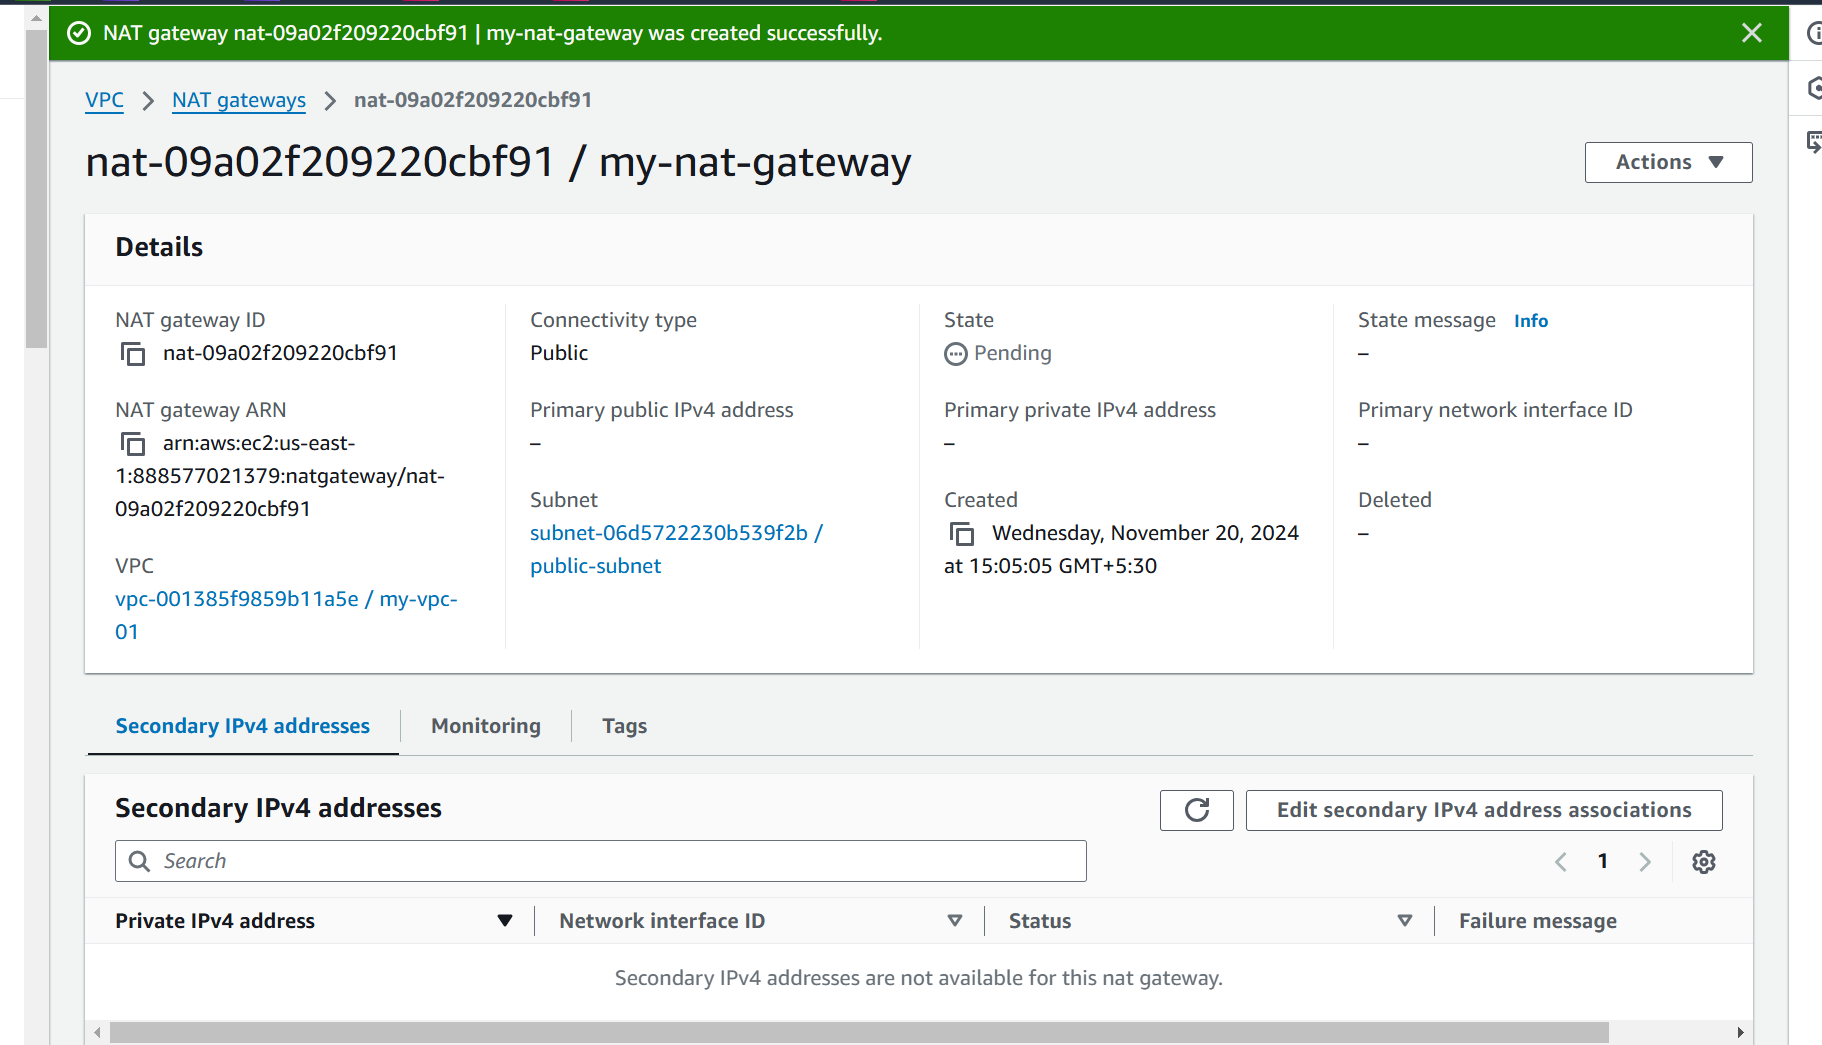 NAT gateway nat-09a02f209220cbf91 | my-nat-gateway was created successfully.
VPC > NAT gateways > nat-09a02f209220cbf91
nat-09a02f209220cbf91 / my-nat-gateway
Actions
Details
NAT gateway ID
nat-09a02f209220cbf91
Connectivity type
Public
State
Pending
State message Info
–
NAT gateway ARN
arn:aws:ec2:us-east-
1:888577021379:natgateway/nat-
09a02f209220cbf91
Primary public IPv4 address
–
Primary private IPv4 address
–
Primary network interface ID
–
VPC
vpc-001385f9859b11a5e / my-vpc-
01
Subnet
subnet-06d5722230b539f2b /
public-subnet
Created
Wednesday, November 20, 2024
at 15:05:05 GMT+5:30
Deleted
–
Secondary IPv4 addresses
Monitoring
Tags
Secondary IPv4 addresses
Edit secondary IPv4 address associations
Search
1
Private IPv4 address
Network interface ID
Status
Failure message
Secondary IPv4 addresses are not available for this nat gateway.